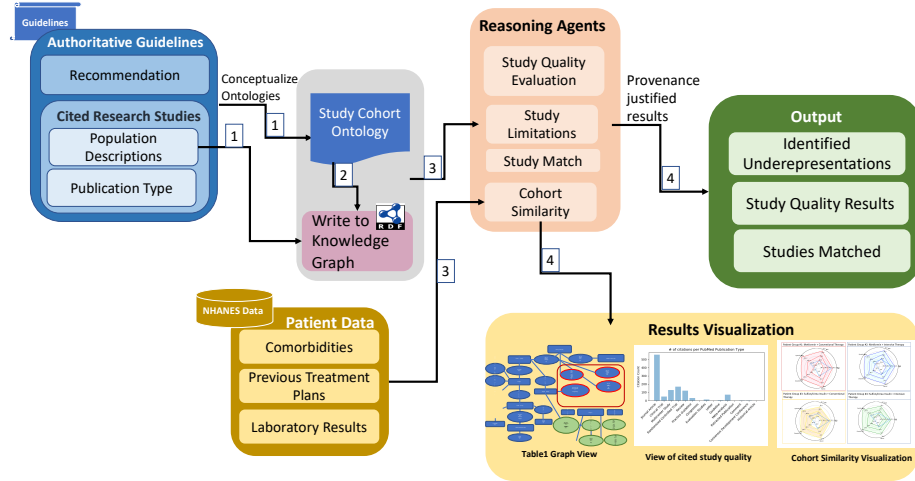 Guidelines
Authoritative Guidelines
Recommendation
Cited Research Studies
Population
Descriptions
Publication Type
Conceptualize
Ontologies
1
1
Study Cohort
Ontology
2
Write to
Knowledge
Graph
RDF
3
3
NHANES Data
Patient Data
Comorbidities
Previous Treatment
Plans
Laboratory Results
Reasoning Agents
Study Quality
Evaluation
Study
Limitations
Study Match
Cohort
Similarity
Provenance
justified
results
4
4
Output
Identified
Underepresentations
Study Quality Results
Studies Matched
Results Visualization
# of citations per PubMed Publication Type
Table1 Graph View
View of cited study quality
Cohort Similarity Visualization